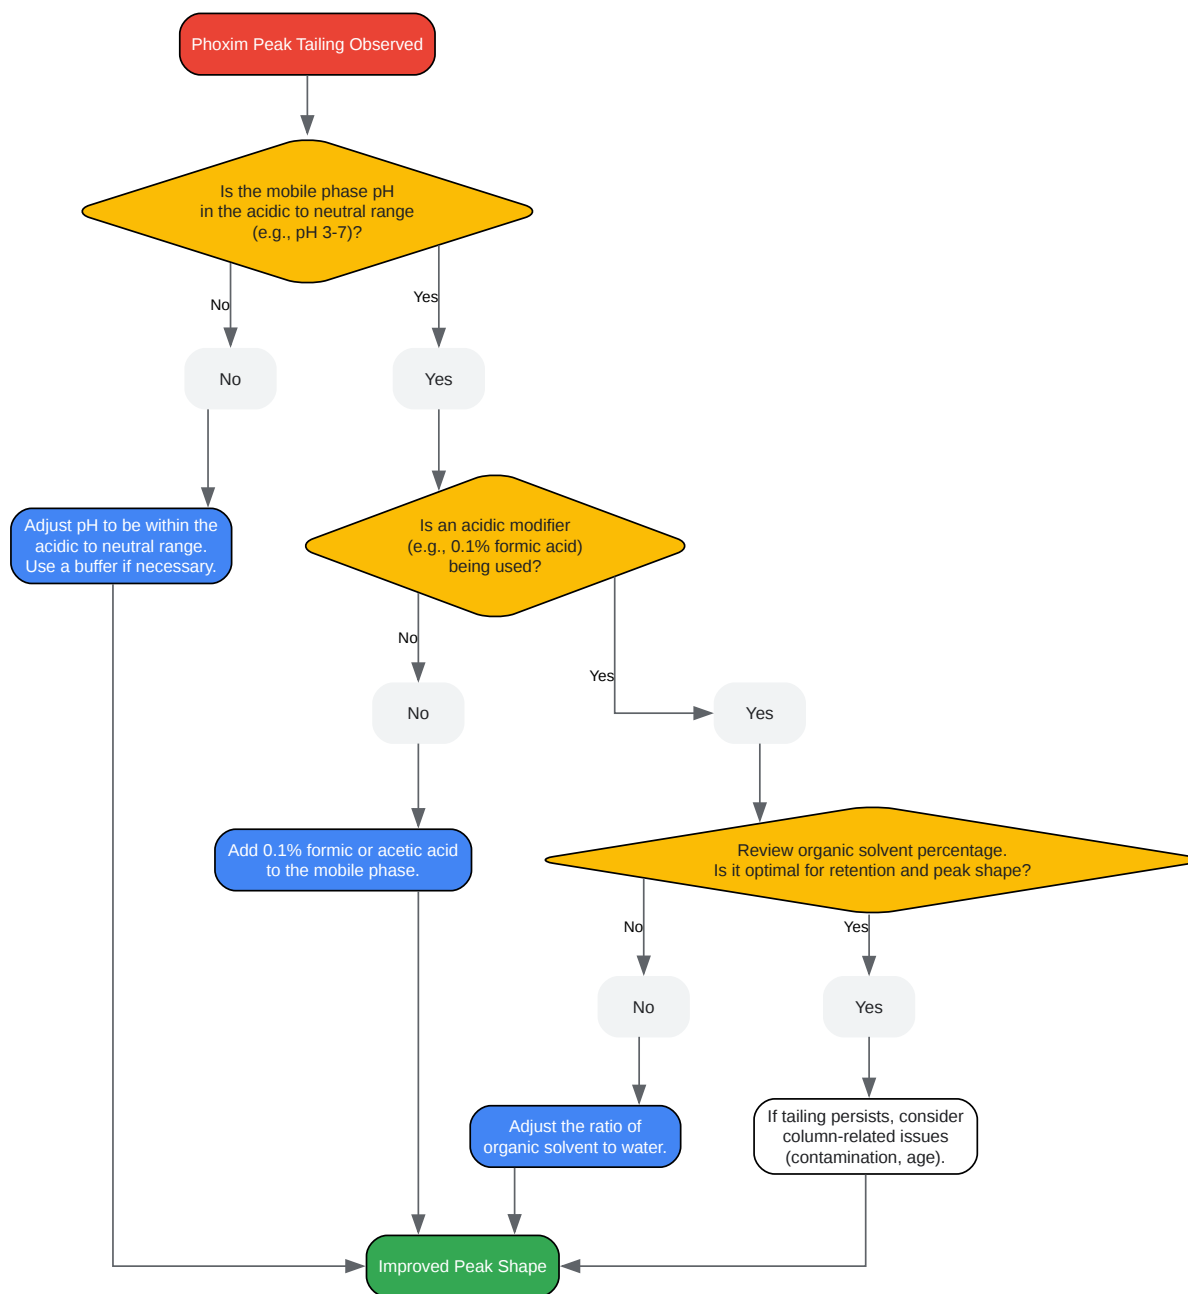 Phoxim Peak Tailing Observed
Is the mobile phase pH
in the acidic to neutral range
(e.g., pH 3-7)?
No
Yes
No
Yes
Adjust pH to be within the
acidic to neutral range.
Use a buffer if necessary.
Is an acidic modifier
(e.g., 0.1% formic acid)
being used?
No
Yes
No
Yes
Add 0.1% formic or acetic acid
to the mobile phase.
Review organic solvent percentage.
Is it optimal for retention and peak shape?
No
Yes
No
Yes
Adjust the ratio of
organic solvent to water.
If tailing persists, consider
column-related issues
(contamination, age).
Improved Peak Shape